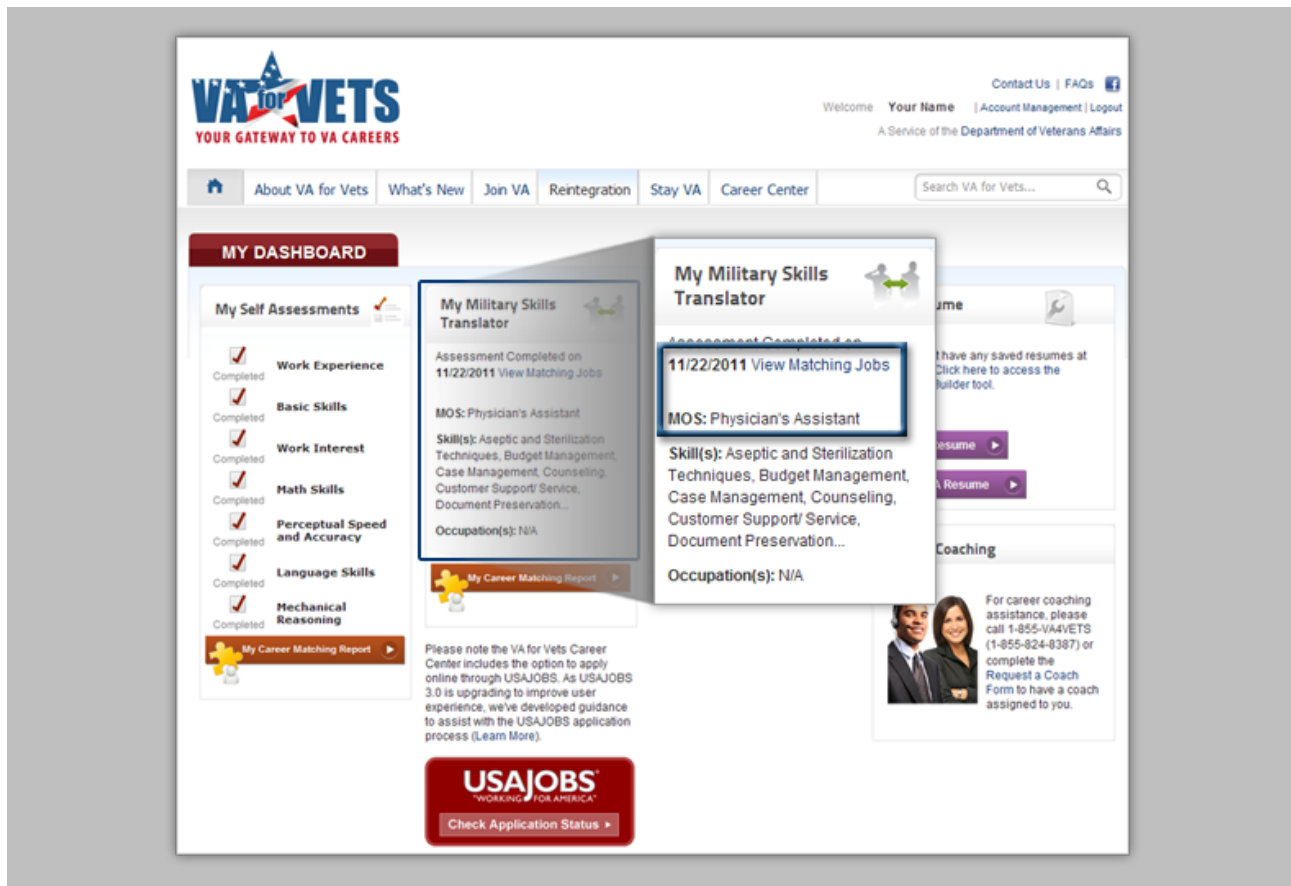 VA for VETS
YOUR GATEWAY TO VA CAREERS
Contact Us | FAQs
Welcome Your Name | Account Management | Logout
A Service of the Department of Veterans Affairs
About VA for Vets
What's New
Join VA
Reintegration
Stay VA
Career Center
Search VA for Vets...
MY DASHBOARD
My Self Assessments
Completed
Work Experience
Completed
Basic Skills
Completed
Work Interest
Completed
Math Skills
Completed
Perceptual Speed
and Accuracy
Completed
Language Skills
Completed
Mechanical
Reasoning
My Career Matching Report
My Military Skills
Translator
Assessment Completed on
11/22/2011 View Matching Jobs
MOS: Physician's Assistant
Skill(s): Aseptic and Sterilization
Techniques, Budget Management,
Case Management, Counseling,
Customer Support/ Service,
Document Preservation...
Occupation(s): N/A
My Career Matching Report
Please note the VA for Vets Career
Center includes the option to apply
online through USAJOBS. As USAJOBS
3.0 is upgrading to improve user
experience, we've developed guidance
to assist with the USAJOBS application
process (Learn More).
USAJOBS
"WORKING FOR AMERICA"
Check Application Status
My Military Skills
Translator
Assessment Completed on
11/22/2011 View Matching Jobs
MOS: Physician's Assistant
Skill(s): Aseptic and Sterilization
Techniques, Budget Management,
Case Management, Counseling,
Customer Support/ Service,
Document Preservation...
Occupation(s): N/A
have any saved resumes at
Click here to access the
tool.
Resume
Coaching
For career coaching
assistance, please
call 1-855-VA4VETS
(1-855-824-8387) or
complete the
Request a Coach
Form to have a coach
assigned to you.